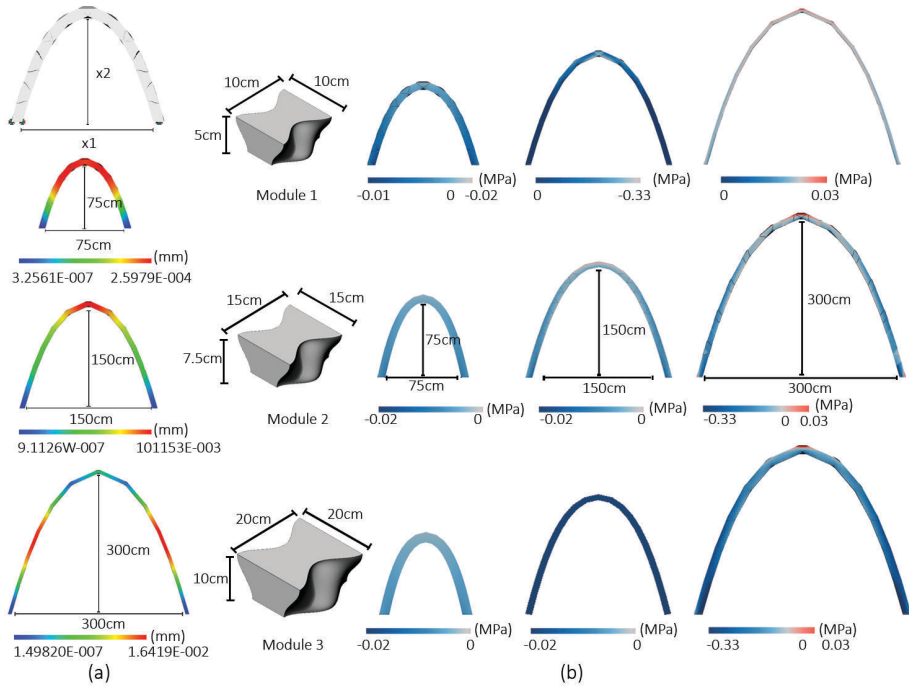 x2
x1
75cm
75cm
(mm)
3.2561E-007 2.5979E-004
150cm
150cm
(mm)
9.1126W-007 101153E-003
300cm
300cm
(mm)
1.49820E-007 1.6419E-002
(a)
10cm 10cm
5cm
Module 1
(MPa)
-0.01 0 -0.02
(MPa)
0 -0.33
(MPa)
0 0.03
15cm 15cm
7.5cm
Module 2
75cm
75cm
(MPa)
-0.02 0
150cm
150cm
(MPa)
-0.02 0
300cm
300cm
(MPa)
-0.33 0 0.03
20cm 20cm
10cm
Module 3
(MPa)
-0.02 0
(MPa)
-0.02 0
(MPa)
-0.33 0 0.03
(b)